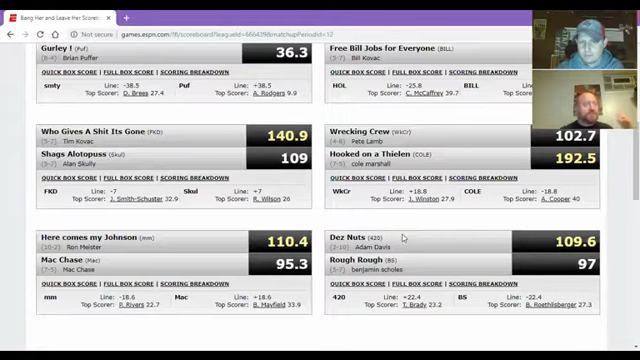 Bang Her and Leave Her Scorebo
games.espn.com/ffl/scoreboard?leagueId=666439&matchupPeriodId=12
Gurley ! (Puf)
(8-4) Brian Puffer
36.3
QUICK BOX SCORE | FULL BOX SCORE | SCORING BREAKDOWN
smty Line: -38.5 Puf Line: +38.5
Top Scorer: D. Brees 27.4 Top Scorer: A. Rodgers 9.9
Free Bill Jobs for Everyone (BILL)
(5-7) Bill Kovac
QUICK BOX SCORE | FULL BOX SCORE | SCORING BREAKDOWN
HOL Line: -25.8 BILL
Top Scorer: C. McCaffrey 39.7
Who Gives A Shit Its Gone (FKD)
(5-7) Tim Kovac
140.9
Shags Alotopuss (Skul)
Alan Skully
109
QUICK BOX SCORE | FULL BOX SCORE | SCORING BREAKDOWN
FKD Line: -7 Skul Line: +7
Top Scorer: J. Smith-Schuster 32.9 Top Scorer: R. Wilson 26
Wrecking Crew (WkCr)
(4-8) Pete Lamb
102.7
Hooked on a Thielen (COLE)
(7-5) cole marshall
192.5
QUICK BOX SCORE | FULL BOX SCORE | SCORING BREAKDOWN
WkCr Line: +18.8 COLE Line: -18.8
Top Scorer: J. Winston 27.9 Top Scorer: A. Cooper 40
Here comes my Johnson (mm)
(10-2) Ron Meister
110.4
Mac Chase (Mac)
(7-5) Mac Chase
95.3
QUICK BOX SCORE | FULL BOX SCORE | SCORING BREAKDOWN
mm Line: -18.6 Mac Line: +18.6
Top Scorer: P. Rivers 22.7 Top Scorer: B. Mayfield 33.9
Dez Nuts (420)
(2-10) Adam Davis
109.6
Rough Rough (BS)
(5-7) benjamin scholes
97
QUICK BOX SCORE | FULL BOX SCORE | SCORING BREAKDOWN
420 Line: +22.4 BS Line: -22.4
Top Scorer: T. Brady 23.2 Top Scorer: B. Roethlisberger 27.3